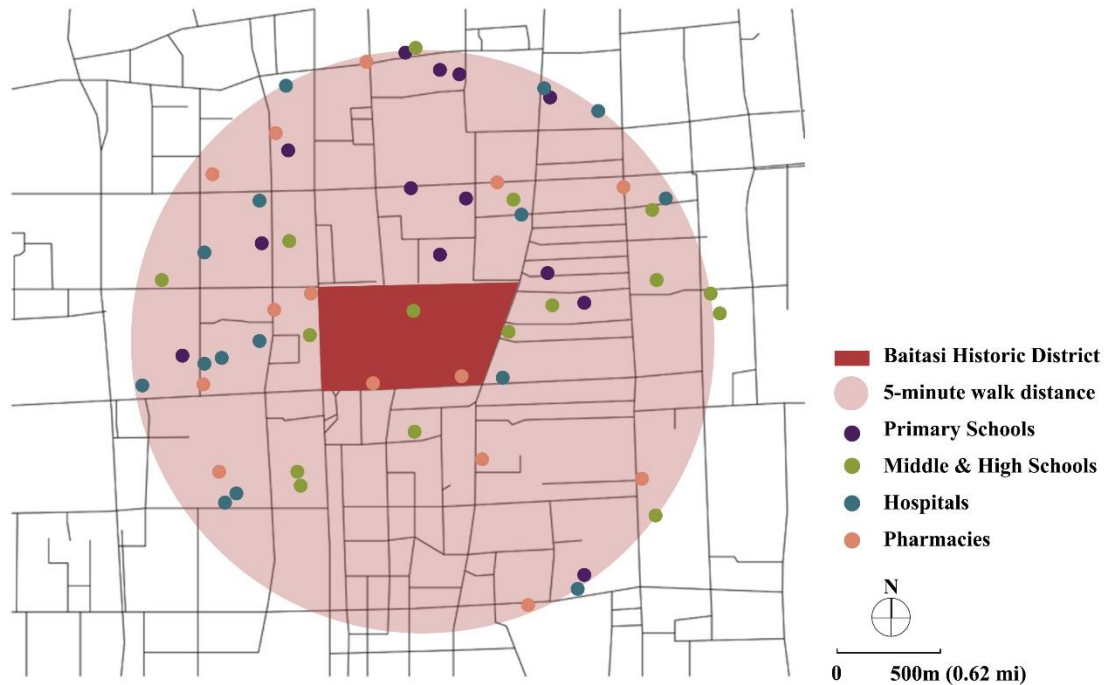 Baitasi Historic District
5-minute walk distance
Primary Schools
Middle & High Schools
Hospitals
Pharmacies
N
0 500m (0.62 mi)